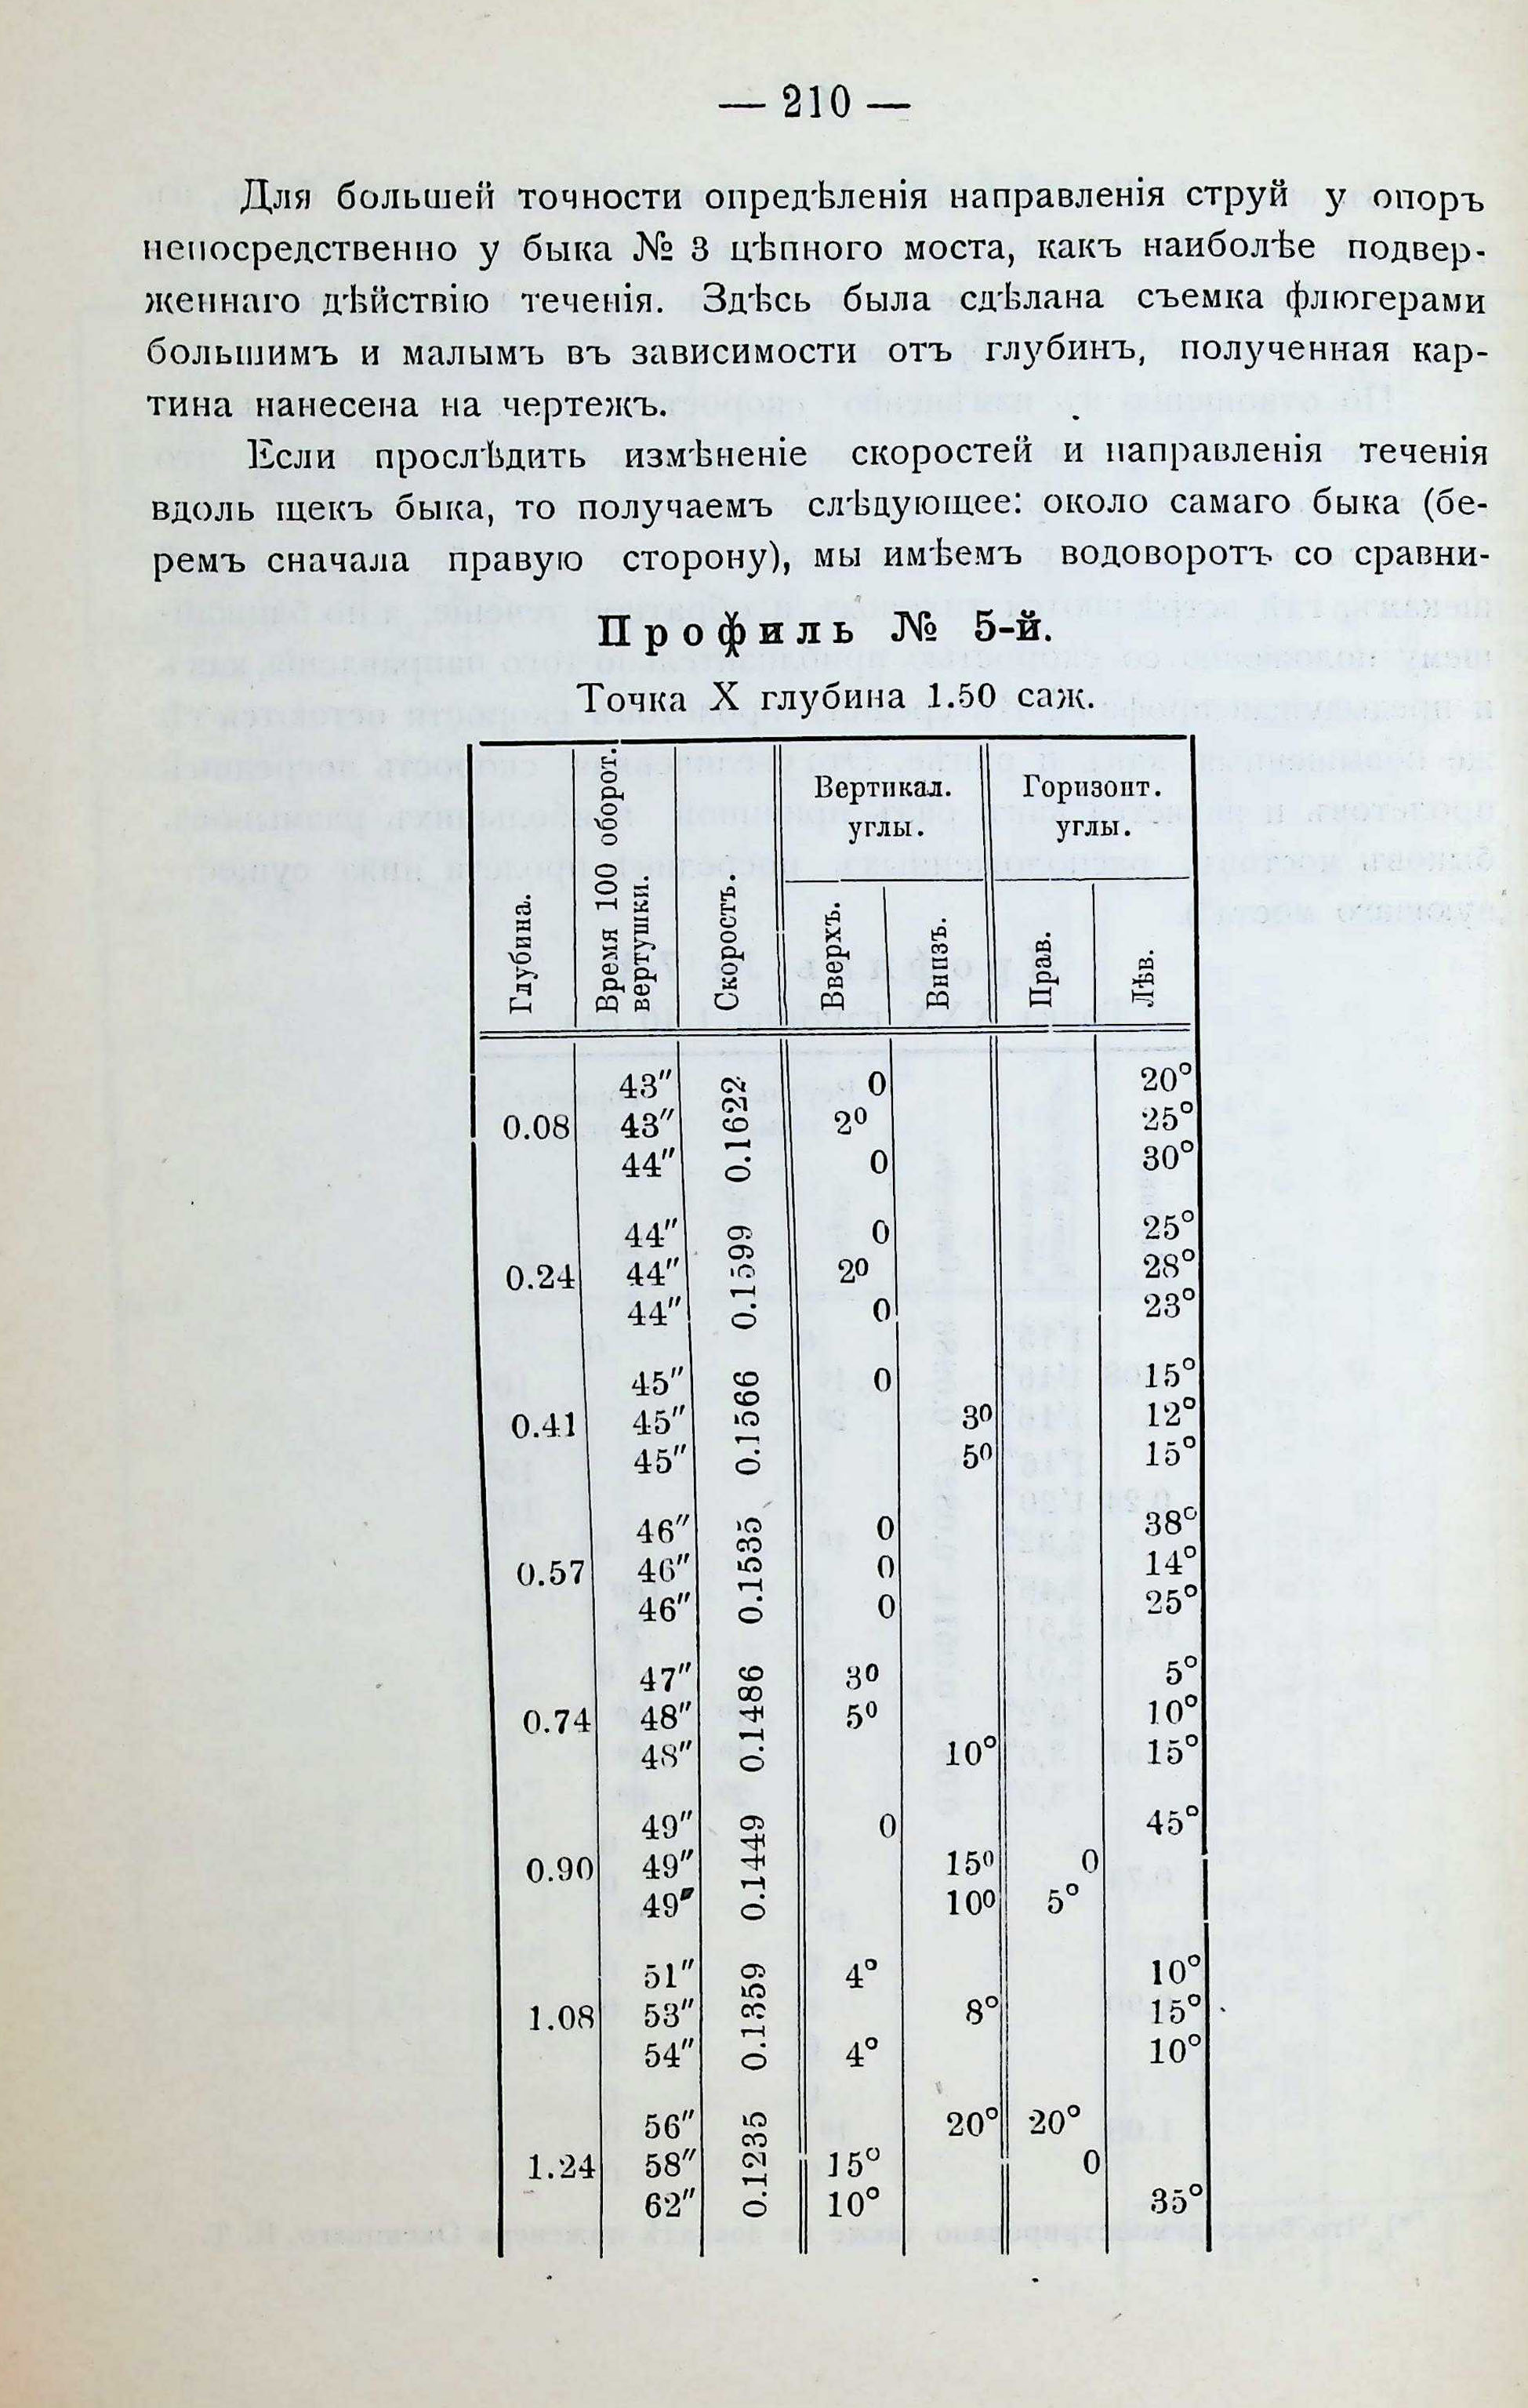 — 210 —
Для большей точности опредѣленія направленія струй у опоръ
непосредственно у быка № 3 цѣпного моста, какъ наиболѣе подвер-
женнаго дѣйствію теченія. Здѣсь была сдѣлана съемка флюгерами
большимъ и малымъ въ зависимости отъ глубинъ, полученная кар-
тина нанесена на чертежъ.
Если прослѣдить измѣненіе скоростей и направленія теченія
вдоль щекъ быка, то получаемъ слѣдующее: около самаго быка (бе-
ремъ сначала правую сторону), мы имѣемъ водоворотъ со сравни-
Профиль № 5-й.
Точка X глубина 1.50 саж.
Глубина. Время 100 оборот. вертушки. Скорость. Вертикал. углы. Горизонт. углы.
Вверхъ. Внизъ. Прав. Лѣв.
43″ 0 20°
0.08 43″ 0.1622 2° 25°
44″ 0 30°
44″ 0 25°
0.24 44″ 0.1599 2° 28°
44″ 0 23°
45″ 0 15°
0.41 45″ 0.1566 3° 12°
45″ 5° 15°
46″ 0 38°
0.57 46″ 0.1535 0 14°
46″ 0 25°
47″ 3° 5°
0.74 48″ 0.1486 5° 10°
48″ 10° 15°
49″ 0 45°
0.90 49″ 0.1449 15° 0
49″ 10° 5°
51″ 4° 10°
1.08 53″ 0.1359 8° 15°
54″ 4° 10°
56″ 20° 20°
1.24 58″ 0.1235 15° 0
62″ 10° 35°